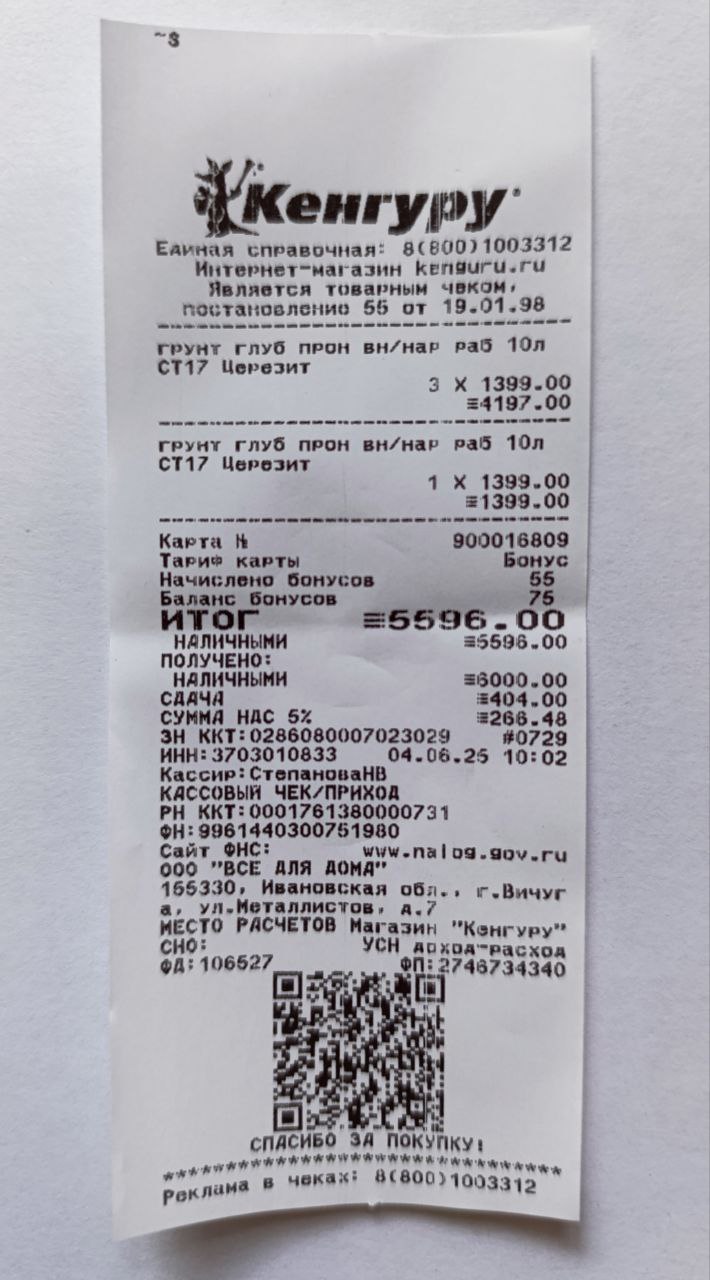 ~$
Кенгуру
Единая справочная: 8(800)1003312
Интернет-магазин kenguru.ru
Является товарным чеком,
постановление 55 от 19.01.98
грунт глуб прон вн/нар раб 10л
СТ17 Церезит
3 X 1399.00
≡4197.00
грунт глуб прон вн/нар раб 10л
СТ17 Церезит
1 X 1399.00
≡1399.00
Карта № 900016809
Тариф карты Бонус
Начислено бонусов 55
Баланс бонусов 75
ИТОГ ≡5596.00
НАЛИЧНЫМИ ≡5596.00
ПОЛУЧЕНО:
НАЛИЧНЫМИ ≡6000.00
СДАЧА ≡404.00
СУММА НДС 5% ≡266.48
ЗН ККТ:0286080007023029 #0729
ИНН:3703010833 04.06.25 10:02
Кассир:СтепановаНВ
КАССОВЫЙ ЧЕК/ПРИХОД
РН ККТ:0001761380000731
ФН:9961440300751980
Сайт ФНС: www.nalog.gov.ru
ООО "ВСЕ ДЛЯ ДОМА"
155330, Ивановская обл., г.Вичуг
а, ул.Металлистов, д.7
МЕСТО РАСЧЕТОВ Магазин "Кенгуру"
СНО: УСН доход-расход
ФД:106527 ФП:2746734340
СПАСИБО ЗА ПОКУПКУ!
************************************
Реклама в чеках: 8(800)1003312